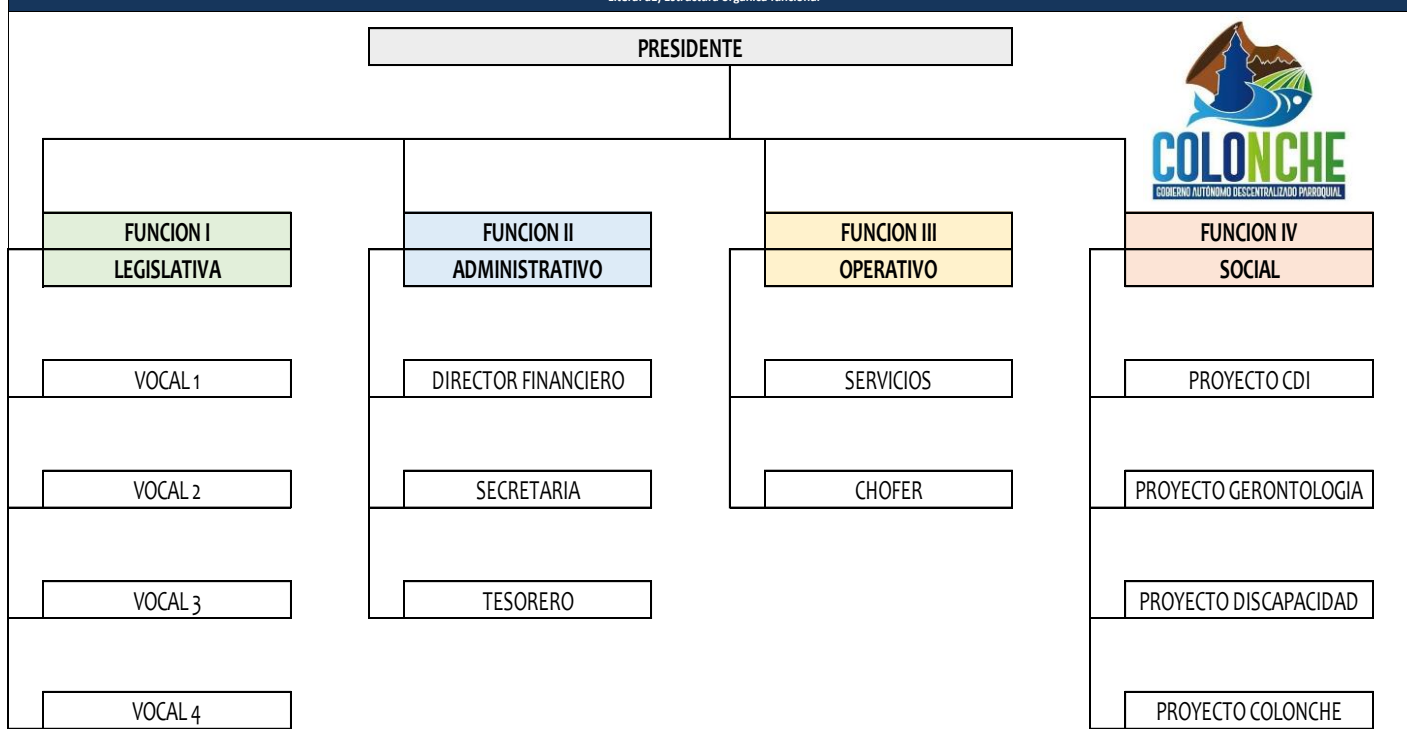 PRESIDENTE
COLONCHE
GOBIERNO AUTÓNOMO DESCENTRALIZADO PARROQUIAL
FUNCION I
LEGISLATIVA
FUNCION II
ADMINISTRATIVO
FUNCION III
OPERATIVO
FUNCION IV
SOCIAL
VOCAL 1
DIRECTOR FINANCIERO
SERVICIOS
PROYECTO CDI
VOCAL 2
SECRETARIA
CHOFER
PROYECTO GERONTOLOGIA
VOCAL 3
TESORERO
PROYECTO DISCAPACIDAD
VOCAL 4
PROYECTO COLONCHE